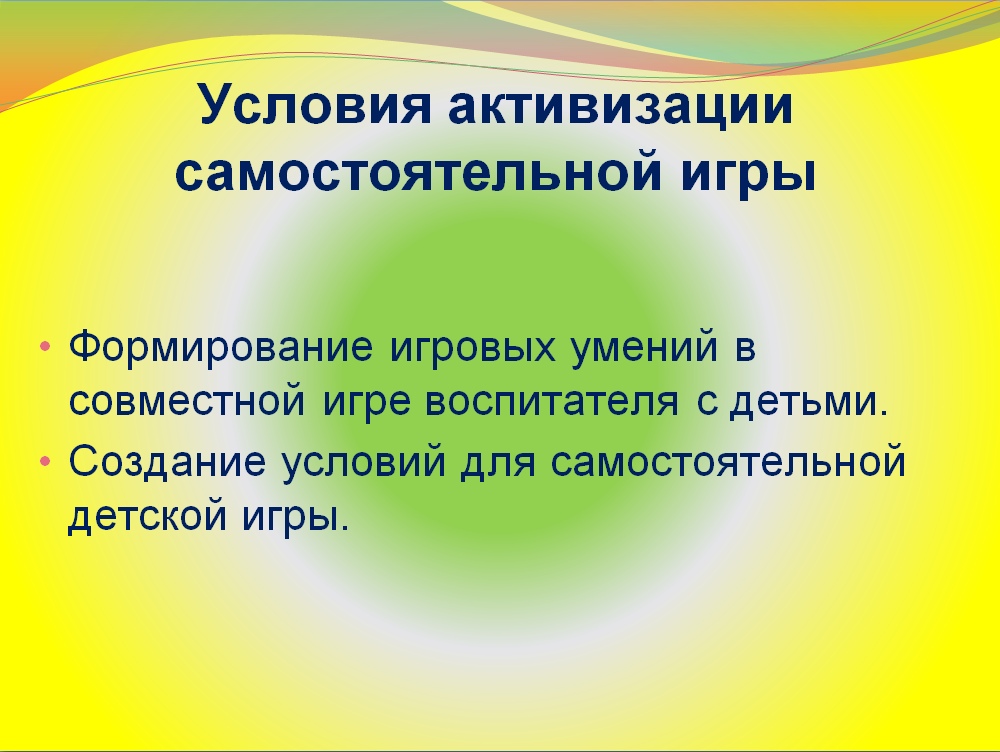 Условия активизации
самостоятельной игры
• Формирование игровых умений в
совместной игре воспитателя с детьми.
• Создание условий для самостоятельной
детской игры.